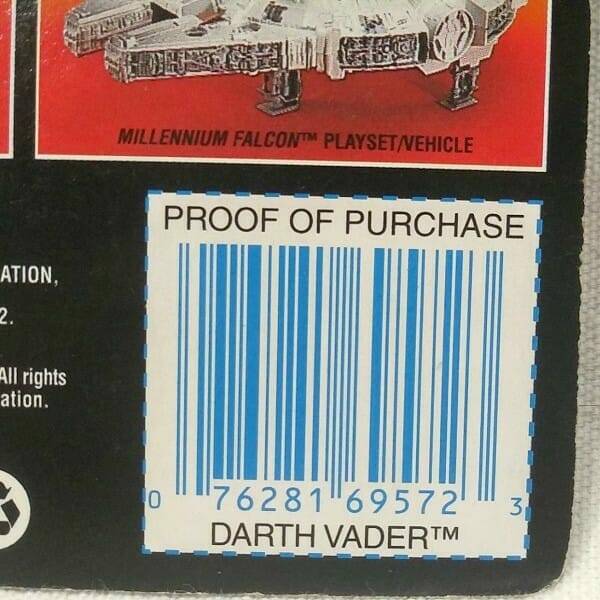 MILLENNIUM FALCON™ PLAYSET/VEHICLE
PROOF OF PURCHASE
ATION,
2.
All rights
ation.
0 76281 69572 3
DARTH VADER™